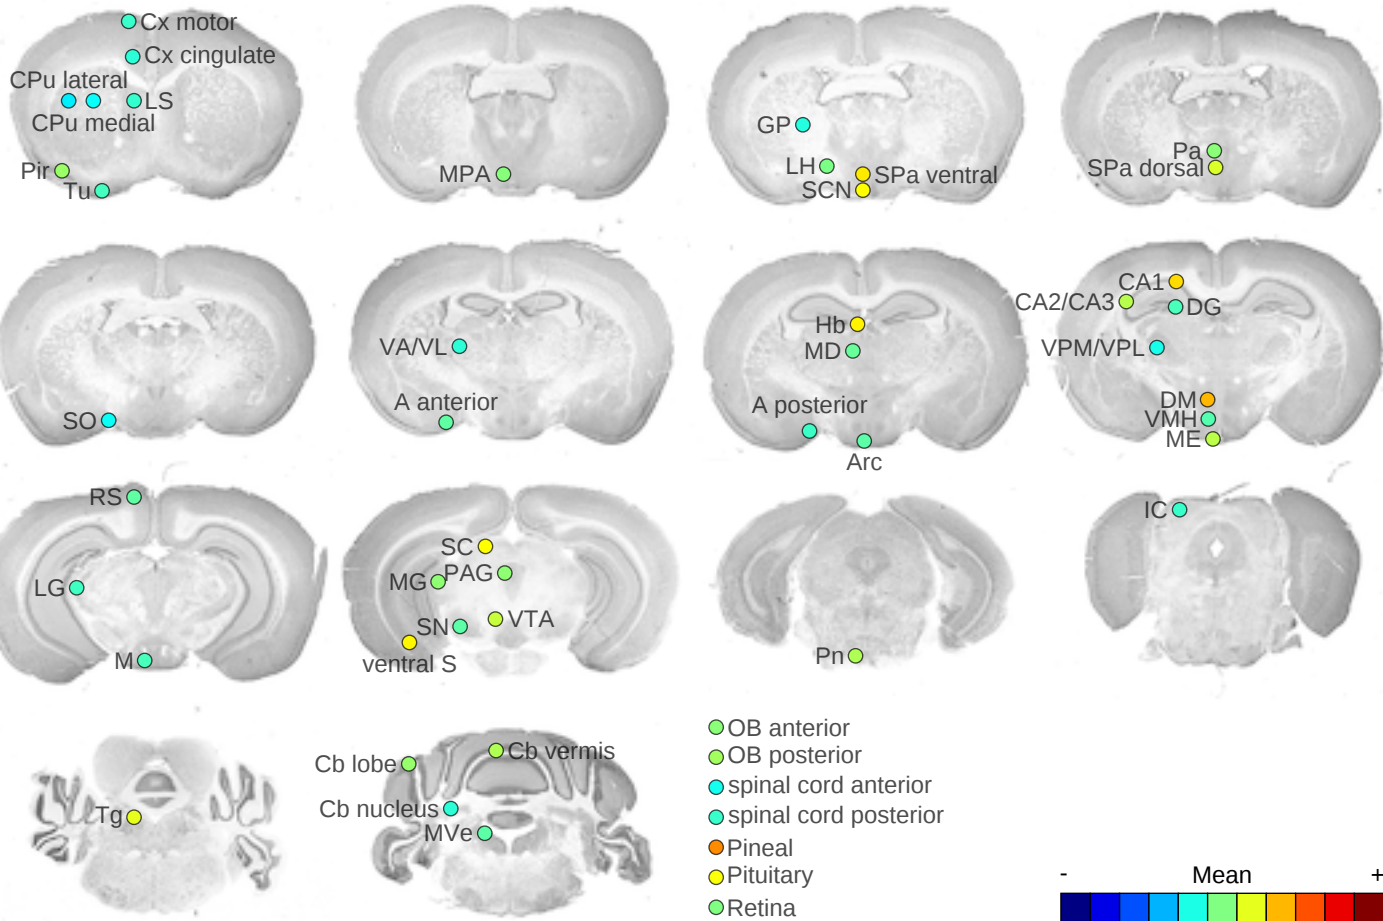 Cx motor
Cx cingulate
CPu lateral
LS
CPu medial
Pir
Tu
MPA
GP
LH
SPa ventral
SCN
Pa
SPa dorsal
SO
VA/VL
A anterior
Hb
MD
A posterior
Arc
CA1
CA2/CA3
DG
VPM/VPL
DM
VMH
ME
RS
LG
M
SC
PAG
MG
VTA
SN
ventral S
Pn
IC
Tg
Cb vermis
Cb lobe
Cb nucleus
MVe
OB anterior
OB posterior
spinal cord anterior
spinal cord posterior
Pineal
Pituitary
Retina
- Mean +